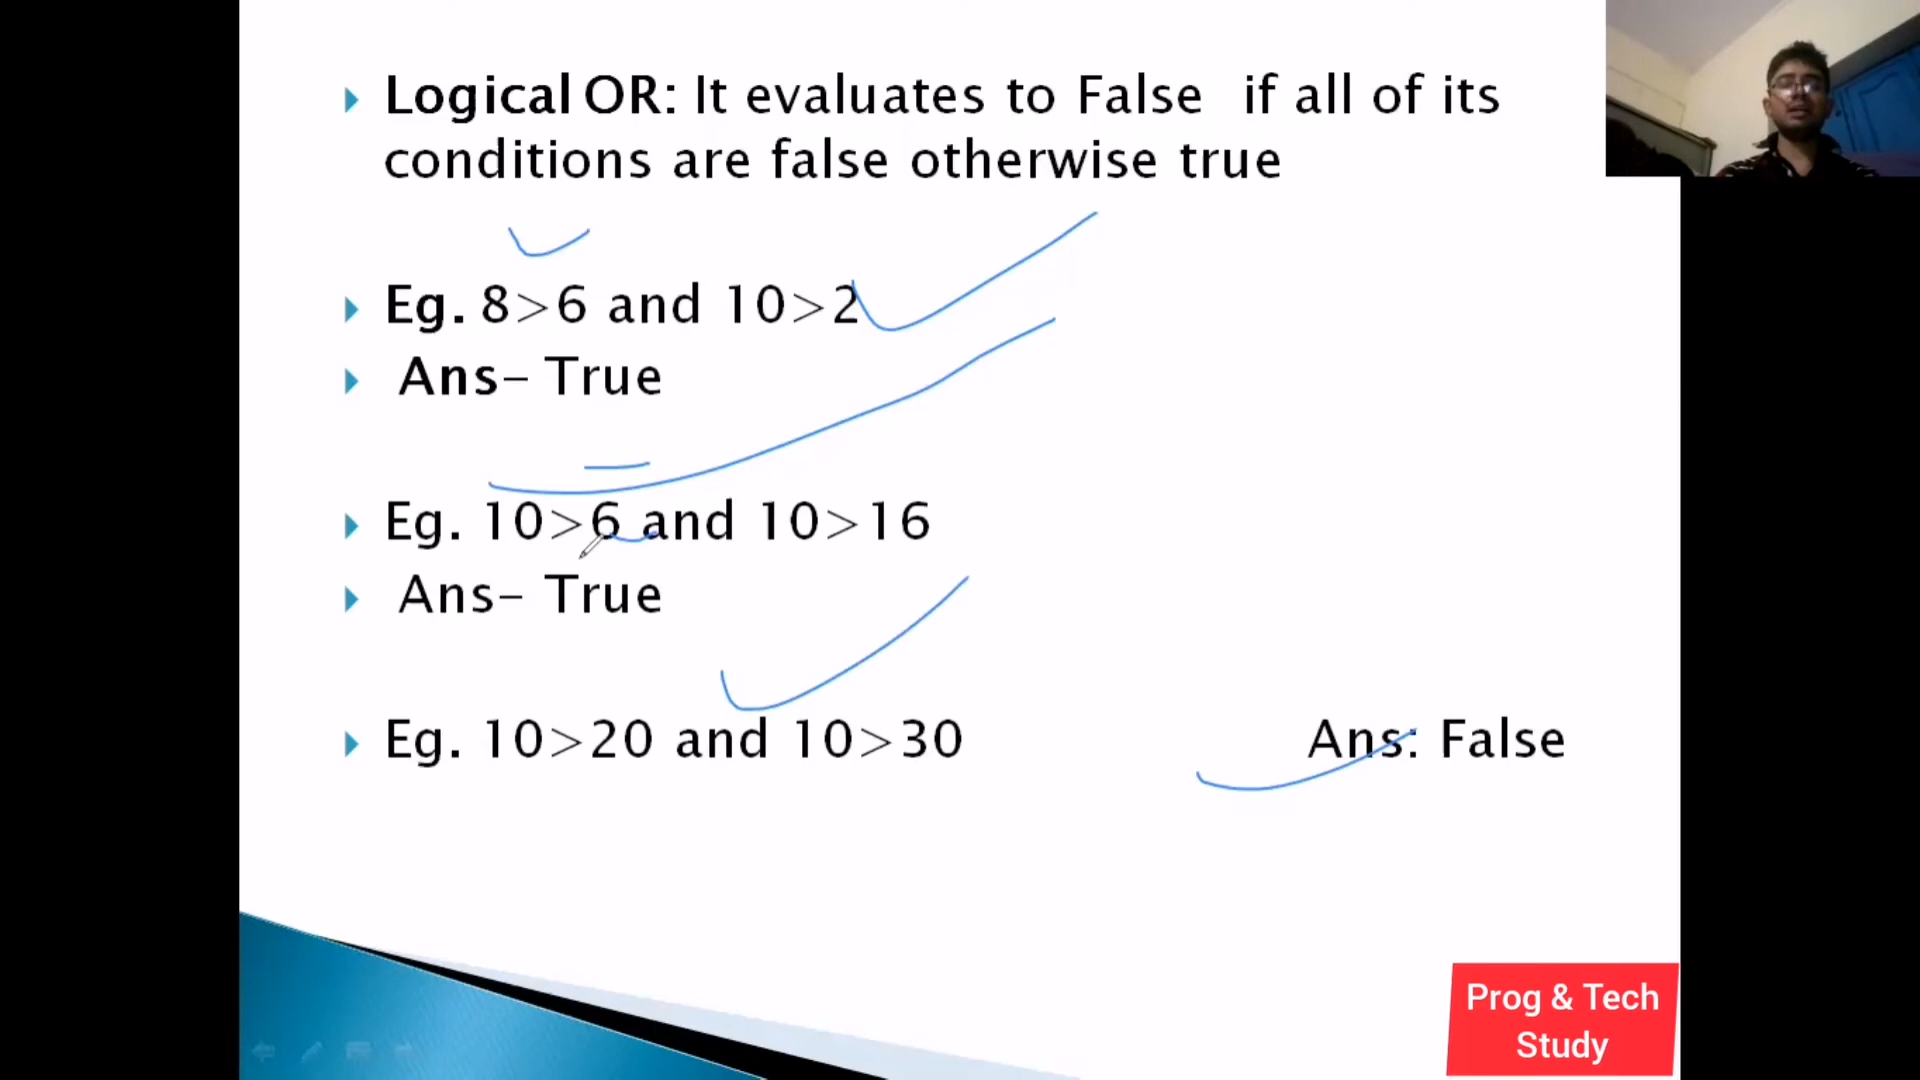 Logical OR: It evaluates to False if all of its
conditions are false otherwise true
Eg. 8>6 and 10>2
Ans- True
Eg. 10>6 and 10>16
Ans- True
Eg. 10>20 and 10>30 Ans: False
Prog & Tech
Study